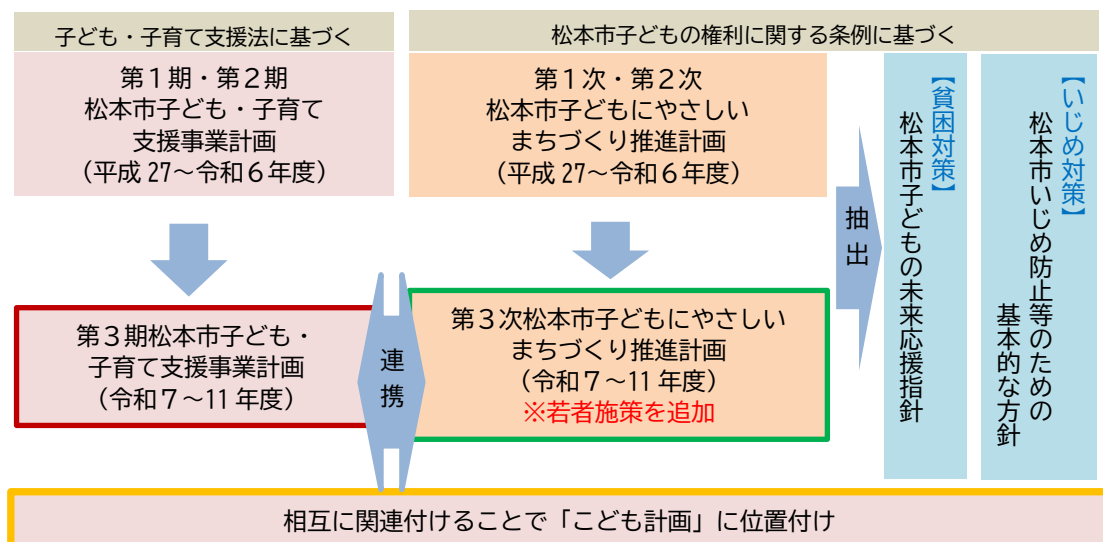 子ども・子育て支援法に基づく
松本市子どもの権利に関する条例に基づく
第１期・第２期
松本市子ども・子育て
支援事業計画
（平成 27～令和６年度）
第１次・第２次
松本市子どもにやさしい
まちづくり推進計画
（平成 27～令和６年度）
抽出
【貧困対策】
松本市子どもの未来応援指針
【いじめ対策】
松本市いじめ防止等のための
基本的な方針
第３期松本市子ども・
子育て支援事業計画
（令和７～11 年度）
連携
第３次松本市子どもにやさしい
まちづくり推進計画
（令和７～11 年度）
※若者施策を追加
相互に関連付けることで「こども計画」に位置付け